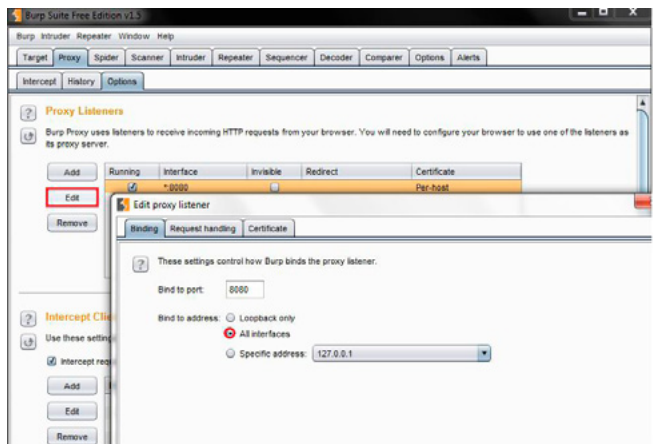 Burp Suite Free Edition v1.5
Burp Intruder Repeater Window Help
Target Proxy Spider Scanner Intruder Repeater Sequencer Decoder Comparer Options Alerts
Intercept History Options
Proxy Listeners
Burp Proxy uses listeners to receive incoming HTTP requests from your browser. You will need to configure your browser to use one of the listeners as
its proxy server.
Add Running Interface Invisible Redirect Certificate
Edit *:8080 Per-host
Remove
Edit proxy listener
Binding Request handling Certificate
? These settings control how Burp binds the proxy listener.
Bind to port: 8080
Bind to address: Loopback only
All interfaces
Specific address: 127.0.0.1
Intercept Cli
Use these setting
Intercept requ
Add
Edit
Remove